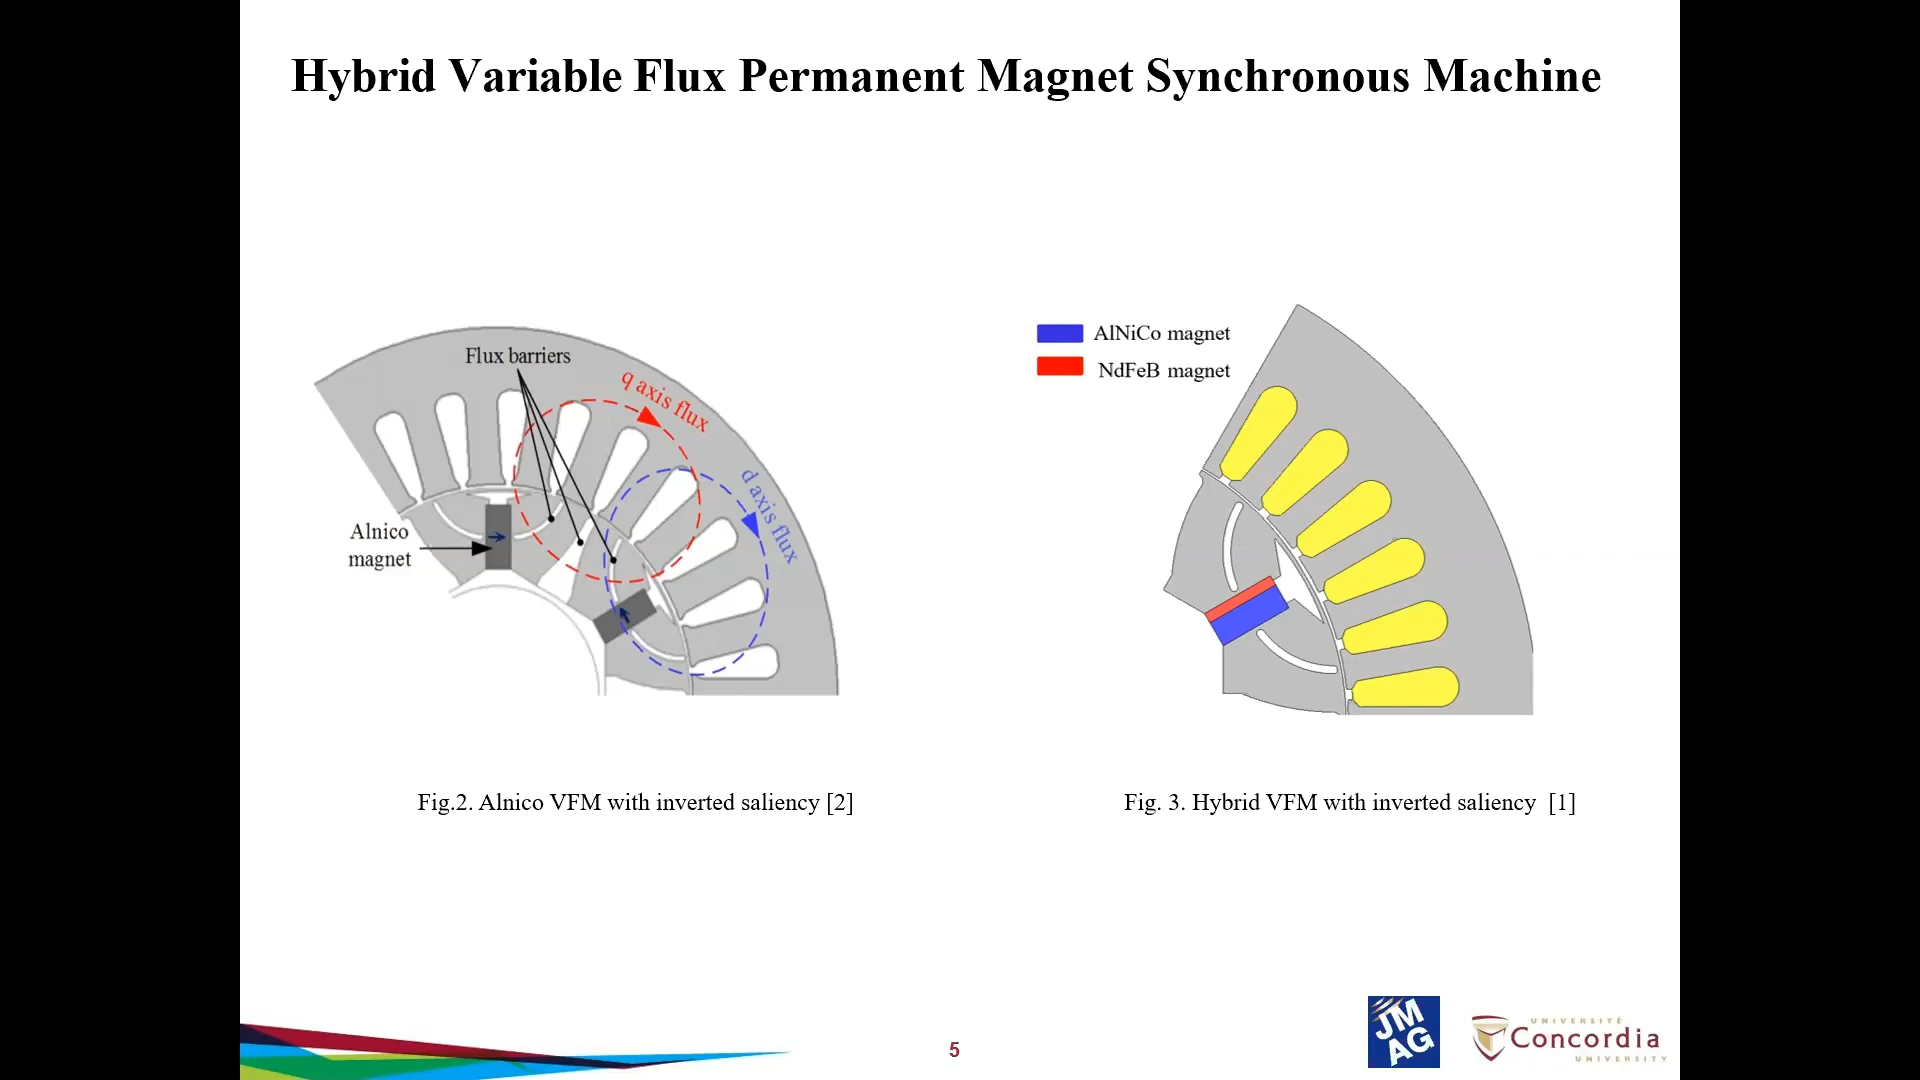 Hybrid Variable Flux Permanent Magnet Synchronous Machine
Flux barriers
q axis flux
d axis flux
Alnico
magnet
AlNiCo magnet
NdFeB magnet
Fig.2. Alnico VFM with inverted saliency [2]
Fig. 3. Hybrid VFM with inverted saliency [1]
5
JM
AG
UNIVERSITÉ
Concordia
UNIVERSITY